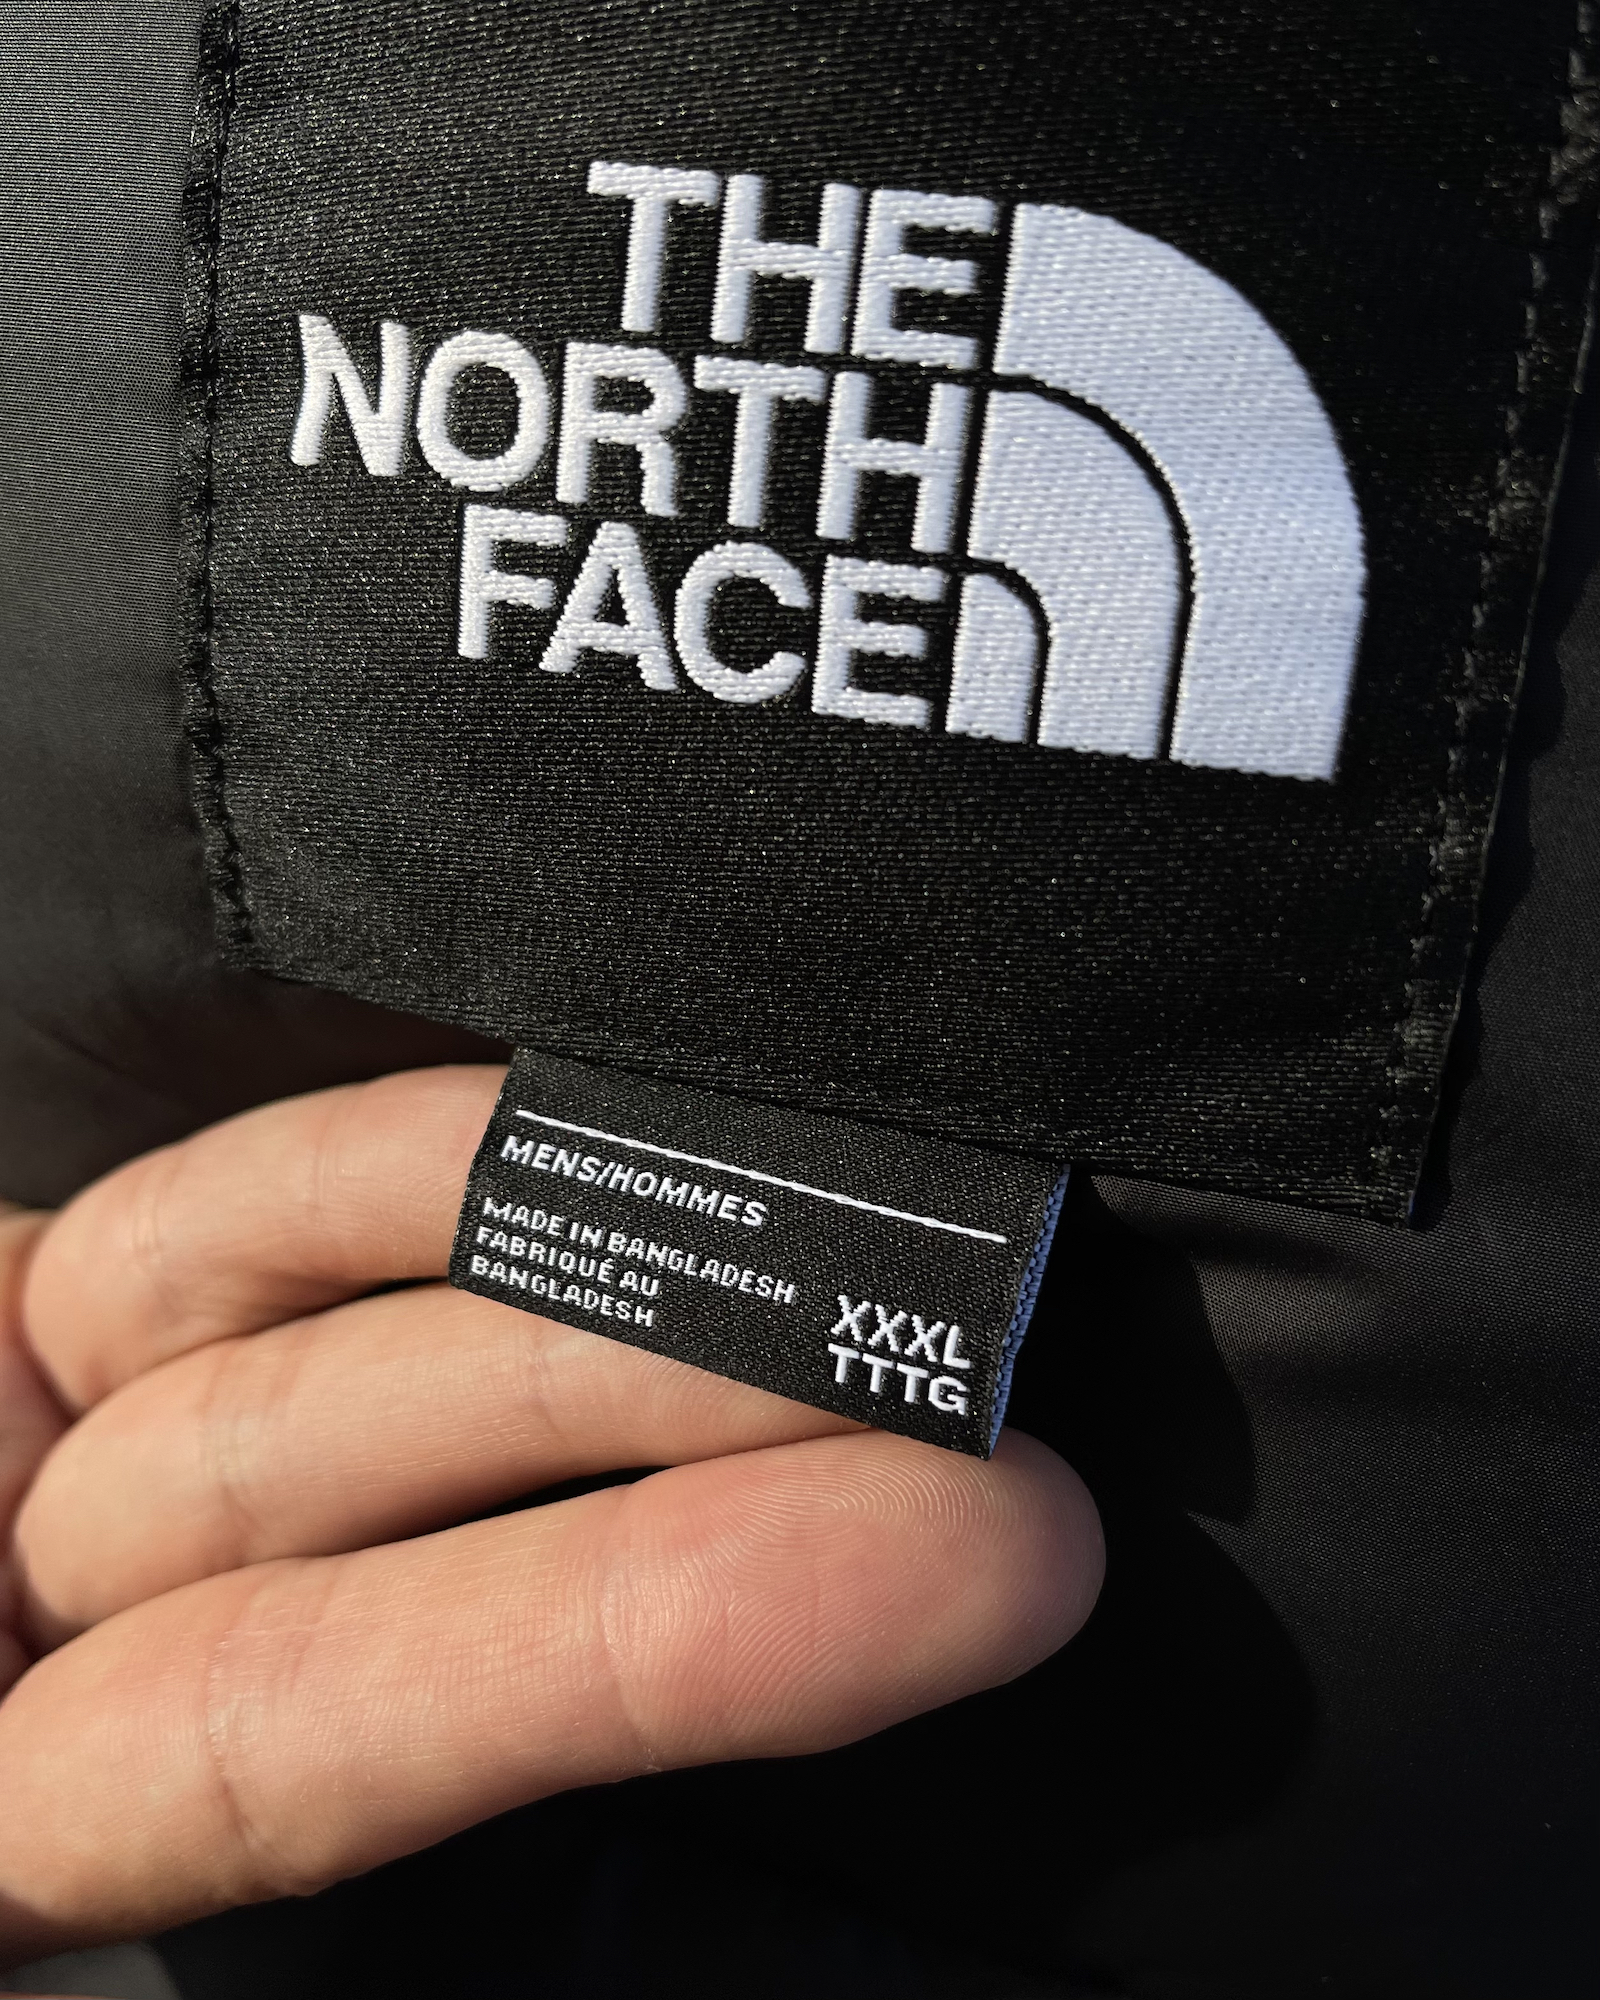 THE
NORTH
FACE
MENS/HOMMES
MADE IN BANGLADESH
FABRIQUÉ AU
BANGLADESH
XXXL
TTTG